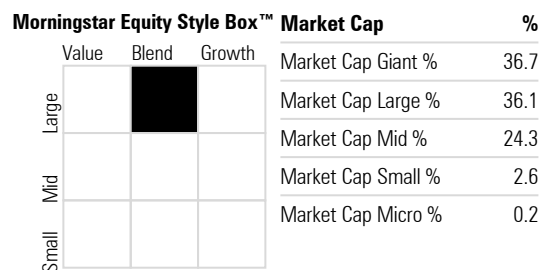 Morningstar Equity Style Box™
Value Blend Growth
Large
Mid
Small
Market Cap %
Market Cap Giant % 36.7
Market Cap Large % 36.1
Market Cap Mid % 24.3
Market Cap Small % 2.6
Market Cap Micro % 0.2